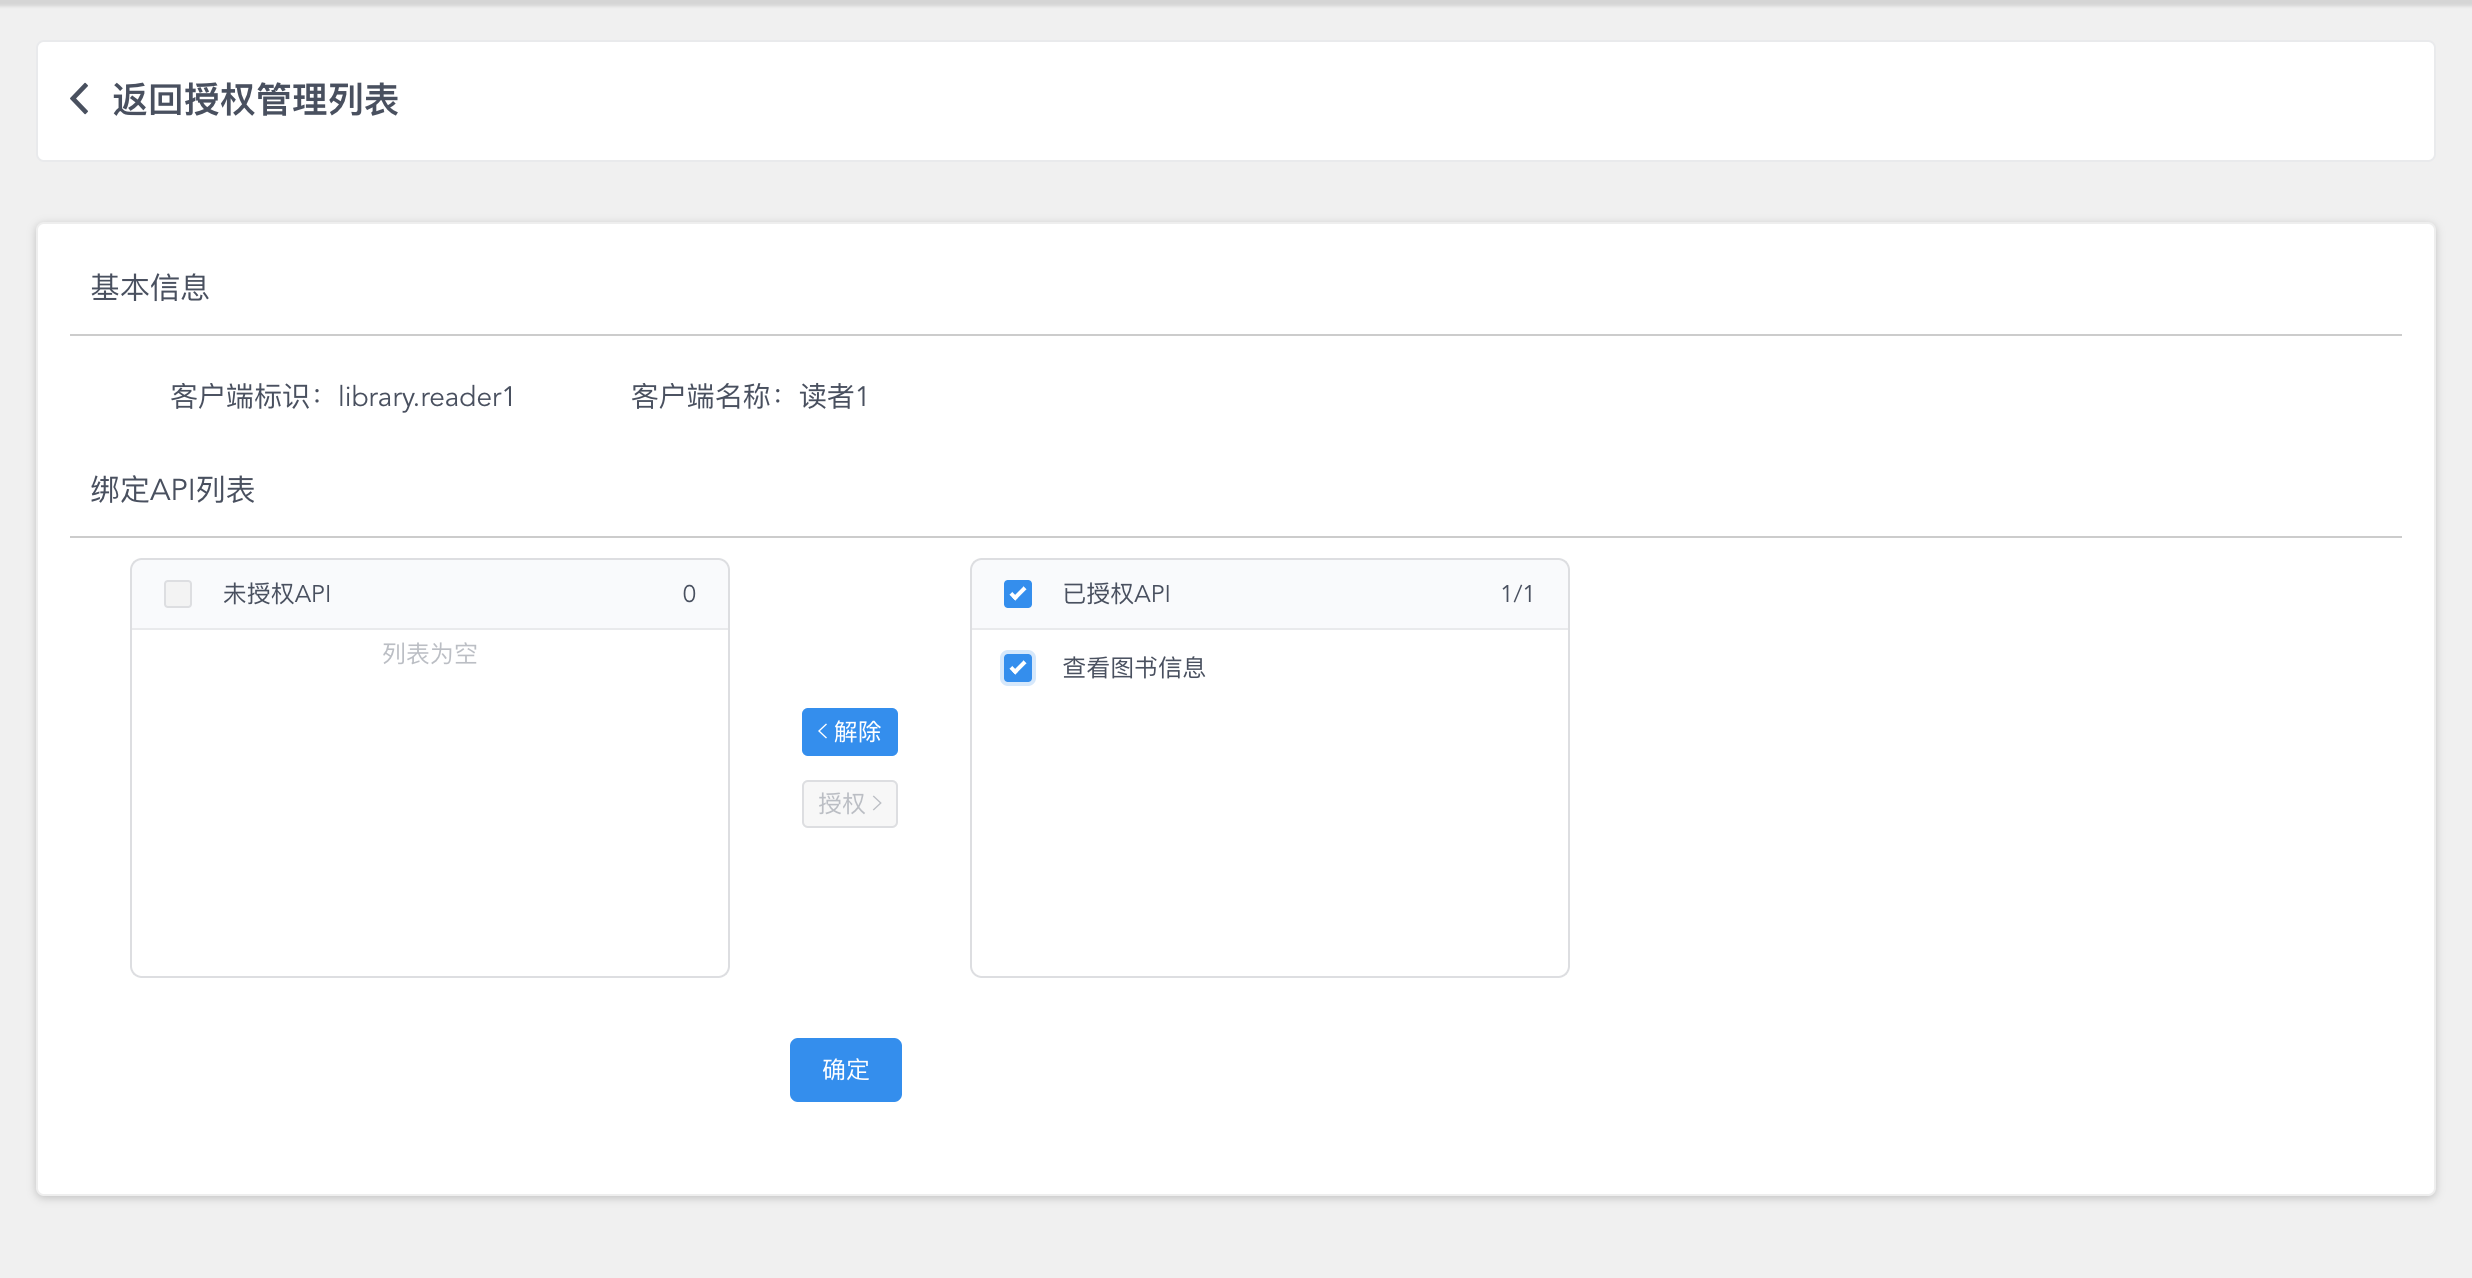 返回授权管理列表
基本信息
客户端标识：library.reader1 客户端名称：读者1
绑定API列表
未授权API 0
列表为空
<解除
授权>
已授权API 1/1
查看图书信息
确定